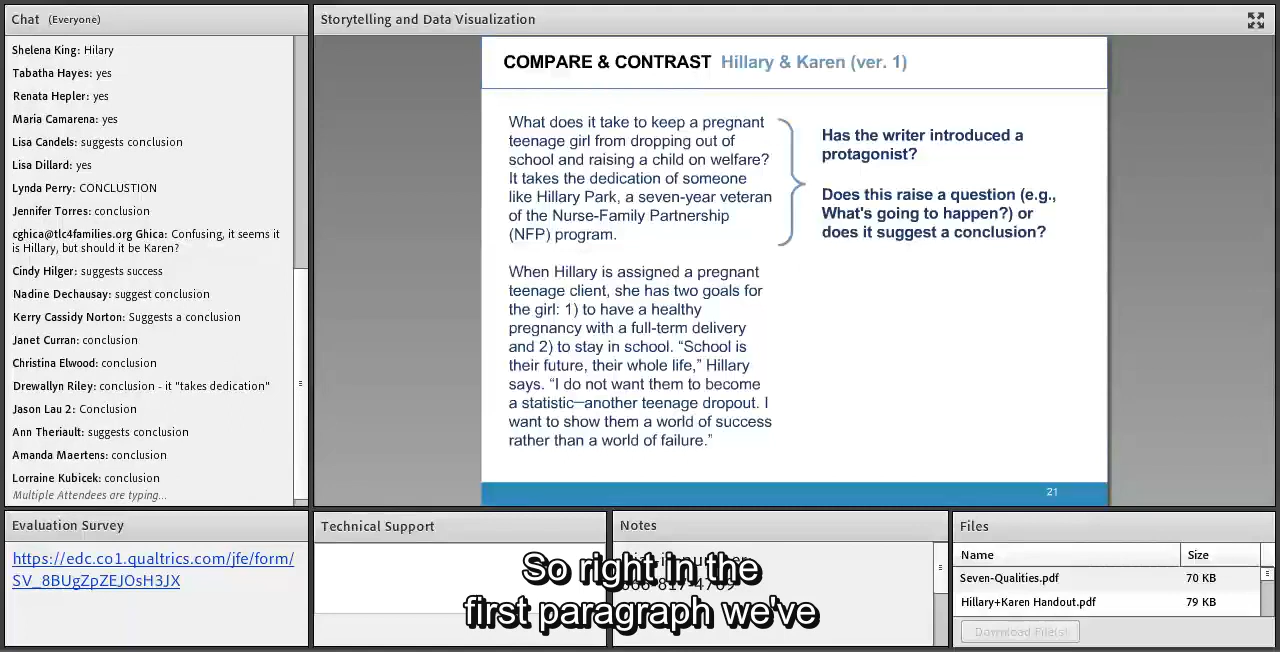 Chat (Everyone)
Shelena King: Hilary
Tabatha Hayes: yes
Renata Hepler: yes
Maria Camarena: yes
Lisa Candels: suggests conclusion
Lisa Dillard: yes
Lynda Perry: CONCLUSTION
Jennifer Torres: conclusion
cghica@tlc4families.org Ghica: Confusing, it seems it
is Hillary, but should it be Karen?
Cindy Hilger: suggests success
Nadine Dechausay: suggest conclusion
Kerry Cassidy Norton: Suggests a conclusion
Janet Curran: conclusion
Christina Elwood: conclusion
Drewallyn Riley: conclusion - it "takes dedication"
Jason Lau 2: Conclusion
Ann Theriault: suggests conclusion
Amanda Maertens: conclusion
Lorraine Kubicek: conclusion
Multiple Attendees are typing...
Storytelling and Data Visualization
COMPARE & CONTRAST Hillary & Karen (ver. 1)
What does it take to keep a pregnant
teenage girl from dropping out of
school and raising a child on welfare?
It takes the dedication of someone
like Hillary Park, a seven-year veteran
of the Nurse-Family Partnership
(NFP) program.
When Hillary is assigned a pregnant
teenage client, she has two goals for
the girl: 1) to have a healthy
pregnancy with a full-term delivery
and 2) to stay in school. “School is
their future, their whole life,” Hillary
says. “I do not want them to become
a statistic—another teenage dropout. I
want to show them a world of success
rather than a world of failure.”
Has the writer introduced a
protagonist?
Does this raise a question (e.g.,
What's going to happen?) or
does it suggest a conclusion?
21
Evaluation Survey
https://edc.co1.qualtrics.com/jfe/form/
SV_8BUgZpZEJOsH3JX
Technical Support
Notes
Files
Name Size
Seven-Qualities.pdf 70 KB
Hillary+Karen Handout.pdf 79 KB
Download File(s)
So right in the
first paragraph we've